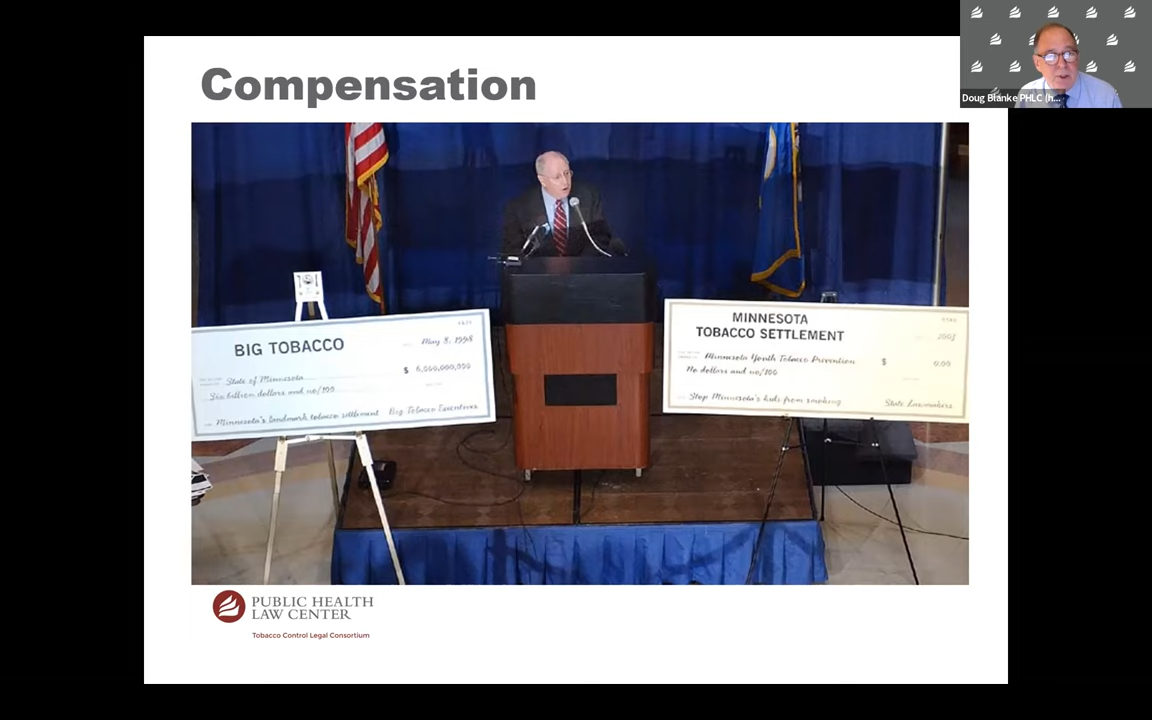 Compensation
Doug Blanke PHLC (h...
BIG TOBACCO
May 8, 1998
State of Minnesota
$ 6,000,000,000
Six billion dollars and no/100
Minnesota's landmark tobacco settlement Big Tobacco Executives
MINNESOTA
TOBACCO SETTLEMENT
2003
Minnesota Youth Tobacco Prevention $ 0.00
No dollars and no/100
Stop Minnesota's kids from smoking State Lawmakers
PUBLIC HEALTH
LAW CENTER
Tobacco Control Legal Consortium